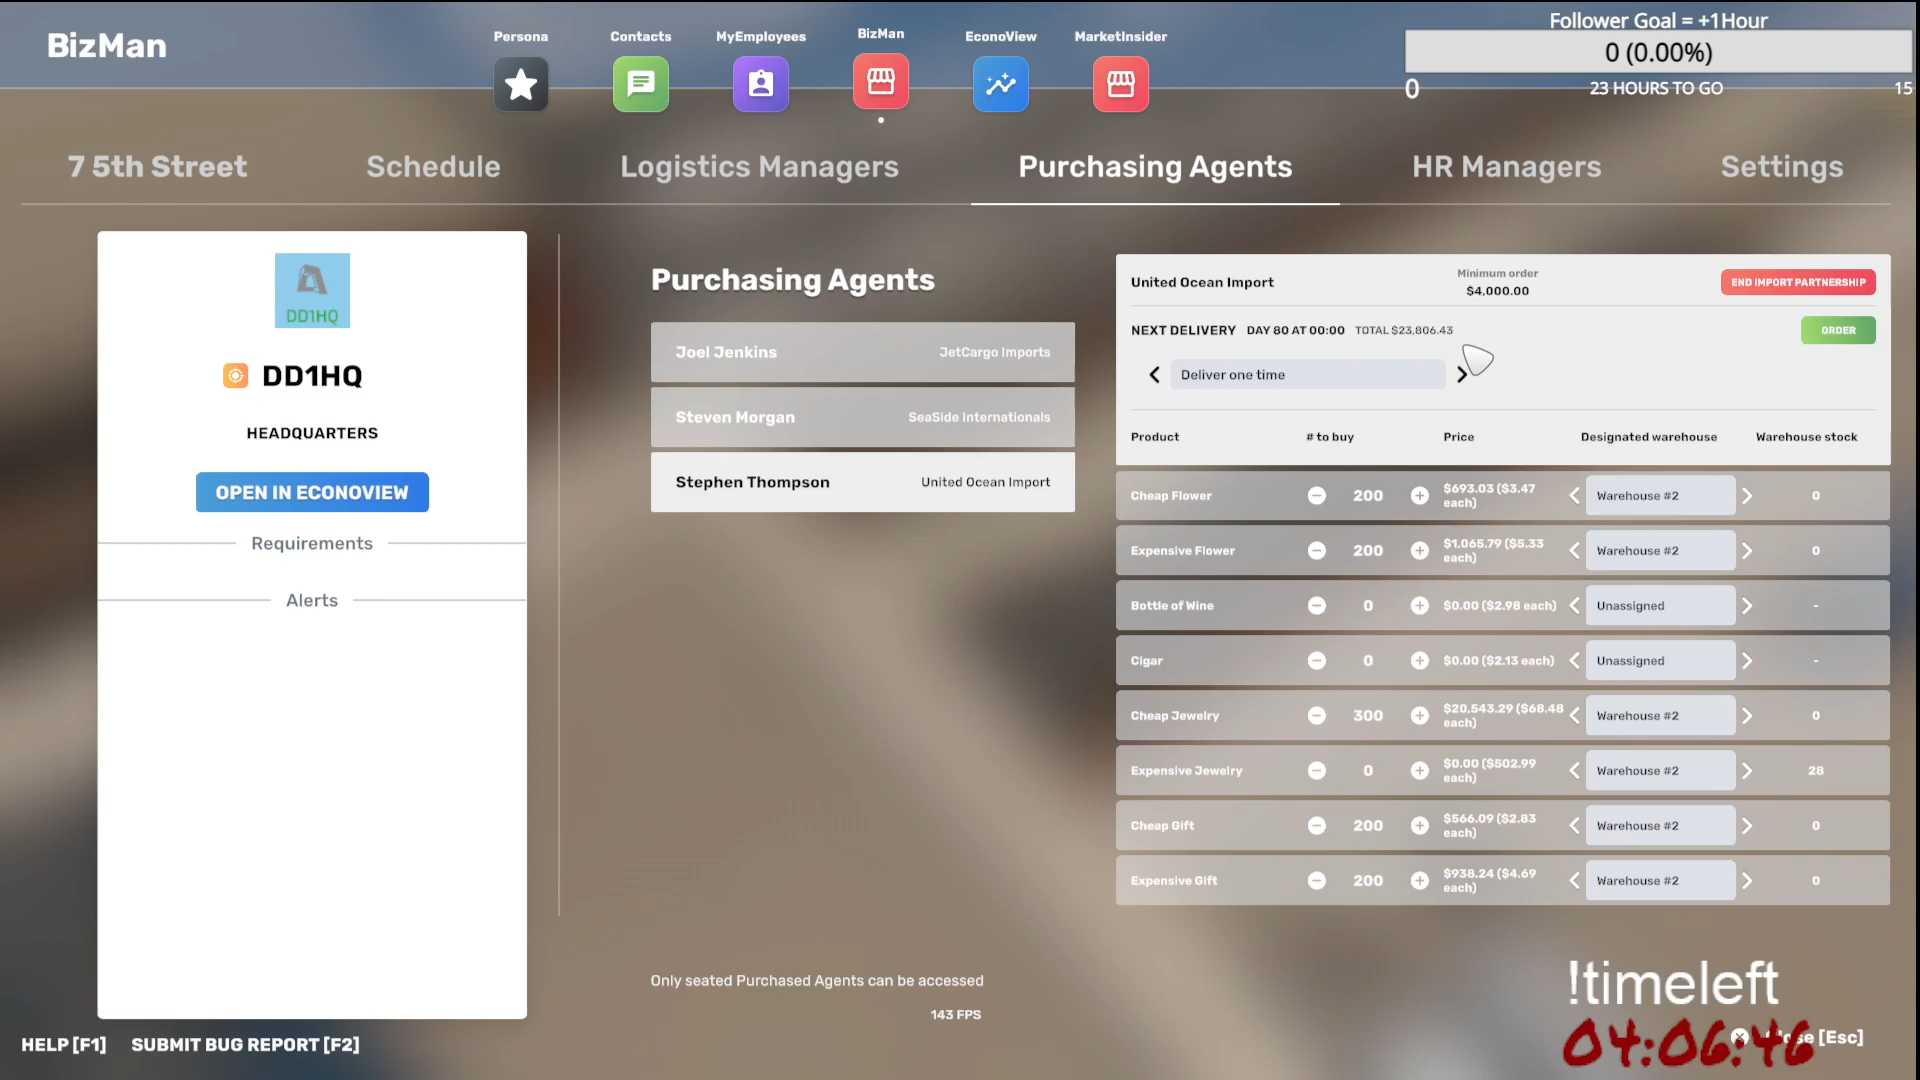 BizMan
Persona
Contacts
MyEmployees
BizMan
EconoView
MarketInsider
Follower Goal = +1Hour
0 (0.00%)
0
23 HOURS TO GO
15
7 5th Street
Schedule
Logistics Managers
Purchasing Agents
HR Managers
Settings
DD1HQ
DD1HQ
HEADQUARTERS
OPEN IN ECONOVIEW
Requirements
Alerts
Purchasing Agents
Joel Jenkins JetCargo Imports
Steven Morgan SeaSide Internationals
Stephen Thompson United Ocean Import
Only seated Purchased Agents can be accessed
143 FPS
United Ocean Import
Minimum order
$4,000.00
END IMPORT PARTNERSHIP
NEXT DELIVERY DAY 80 AT 00:00 TOTAL $23,806.43
ORDER
Deliver one time
Product # to buy Price Designated warehouse Warehouse stock
Cheap Flower 200 $693.03 ($3.47
each) Warehouse #2 0
Expensive Flower 200 $1,065.79 ($5.33
each) Warehouse #2 0
Bottle of Wine 0 $0.00 ($2.98 each) Unassigned -
Cigar 0 $0.00 ($2.13 each) Unassigned -
Cheap Jewelry 300 $20,543.29 ($68.48
each) Warehouse #2 0
Expensive Jewelry 0 $0.00 ($502.99
each) Warehouse #2 28
Cheap Gift 200 $566.09 ($2.83
each) Warehouse #2 0
Expensive Gift 200 $938.24 ($4.69
each) Warehouse #2 0
!timeleft
04:06:46
[Esc]
HELP [F1] SUBMIT BUG REPORT [F2]